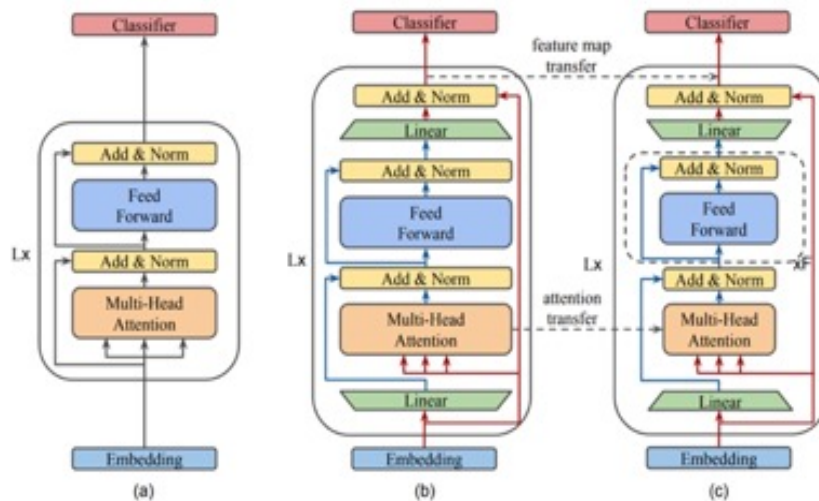 Classifier
Add & Norm
Feed
Forward
Lx
Add & Norm
Multi-Head
Attention
Embedding
(a)
Classifier
Add & Norm
Linear
Add & Norm
Feed
Forward
Lx
Add & Norm
Multi-Head
Attention
Linear
Embedding
(b)
feature map
transfer
attention
transfer
Classifier
Add & Norm
Linear
Add & Norm
Feed
Forward
Lx
Add & Norm
Multi-Head
Attention
Linear
Embedding
(c)